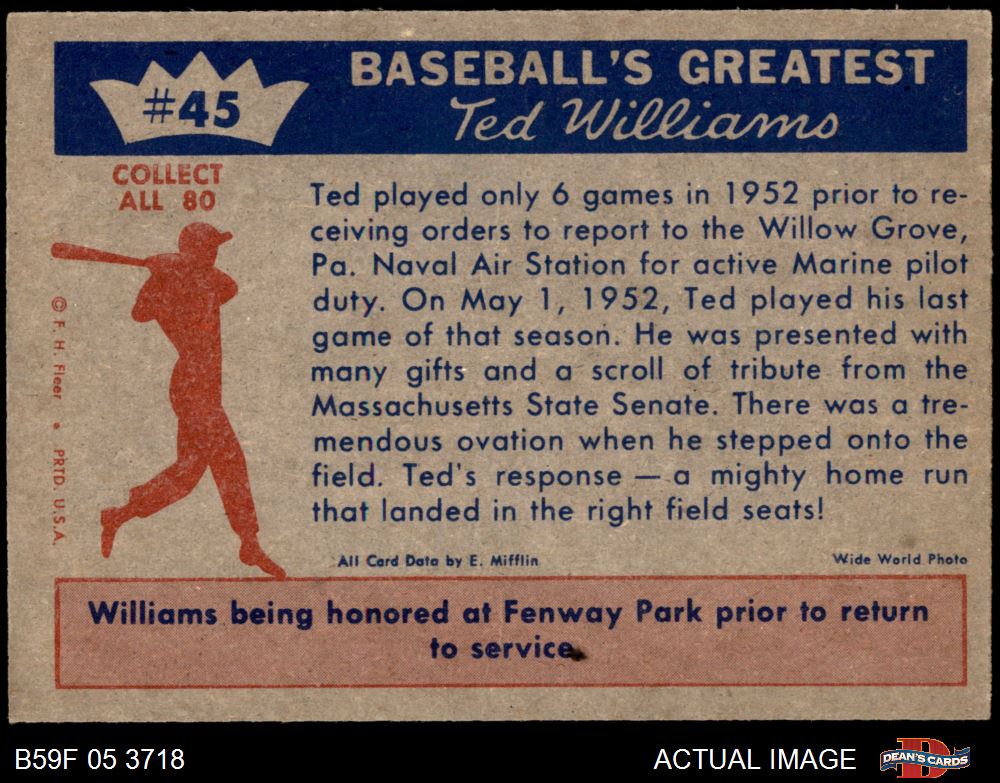 #45
BASEBALL'S GREATEST
Ted Williams
COLLECT
ALL 80
© F. H. Fleer • PRTD. U.S.A.
Ted played only 6 games in 1952 prior to re-
ceiving orders to report to the Willow Grove,
Pa. Naval Air Station for active Marine pilot
duty. On May 1, 1952, Ted played his last
game of that season. He was presented with
many gifts and a scroll of tribute from the
Massachusetts State Senate. There was a tre-
mendous ovation when he stepped onto the
field. Ted's response — a mighty home run
that landed in the right field seats!
All Card Data by E. Mifflin
Wide World Photo
Williams being honored at Fenway Park prior to return
to service.
B59F 05 3718
ACTUAL IMAGE
DEAN'S CARDS